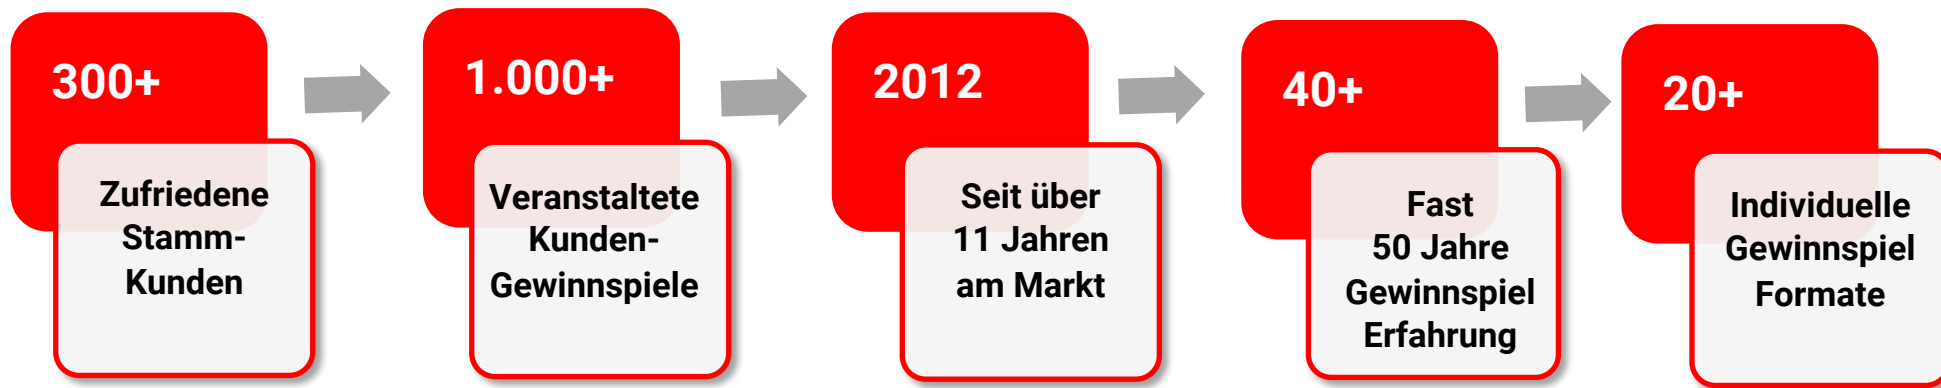 300+
Zufriedene
Stamm-
Kunden
1.000+
Veranstaltete
Kunden-
Gewinnspiele
2012
Seit über
11 Jahren
am Markt
40+
Fast
50 Jahre
Gewinnspiel
Erfahrung
20+
Individuelle
Gewinnspiel
Formate